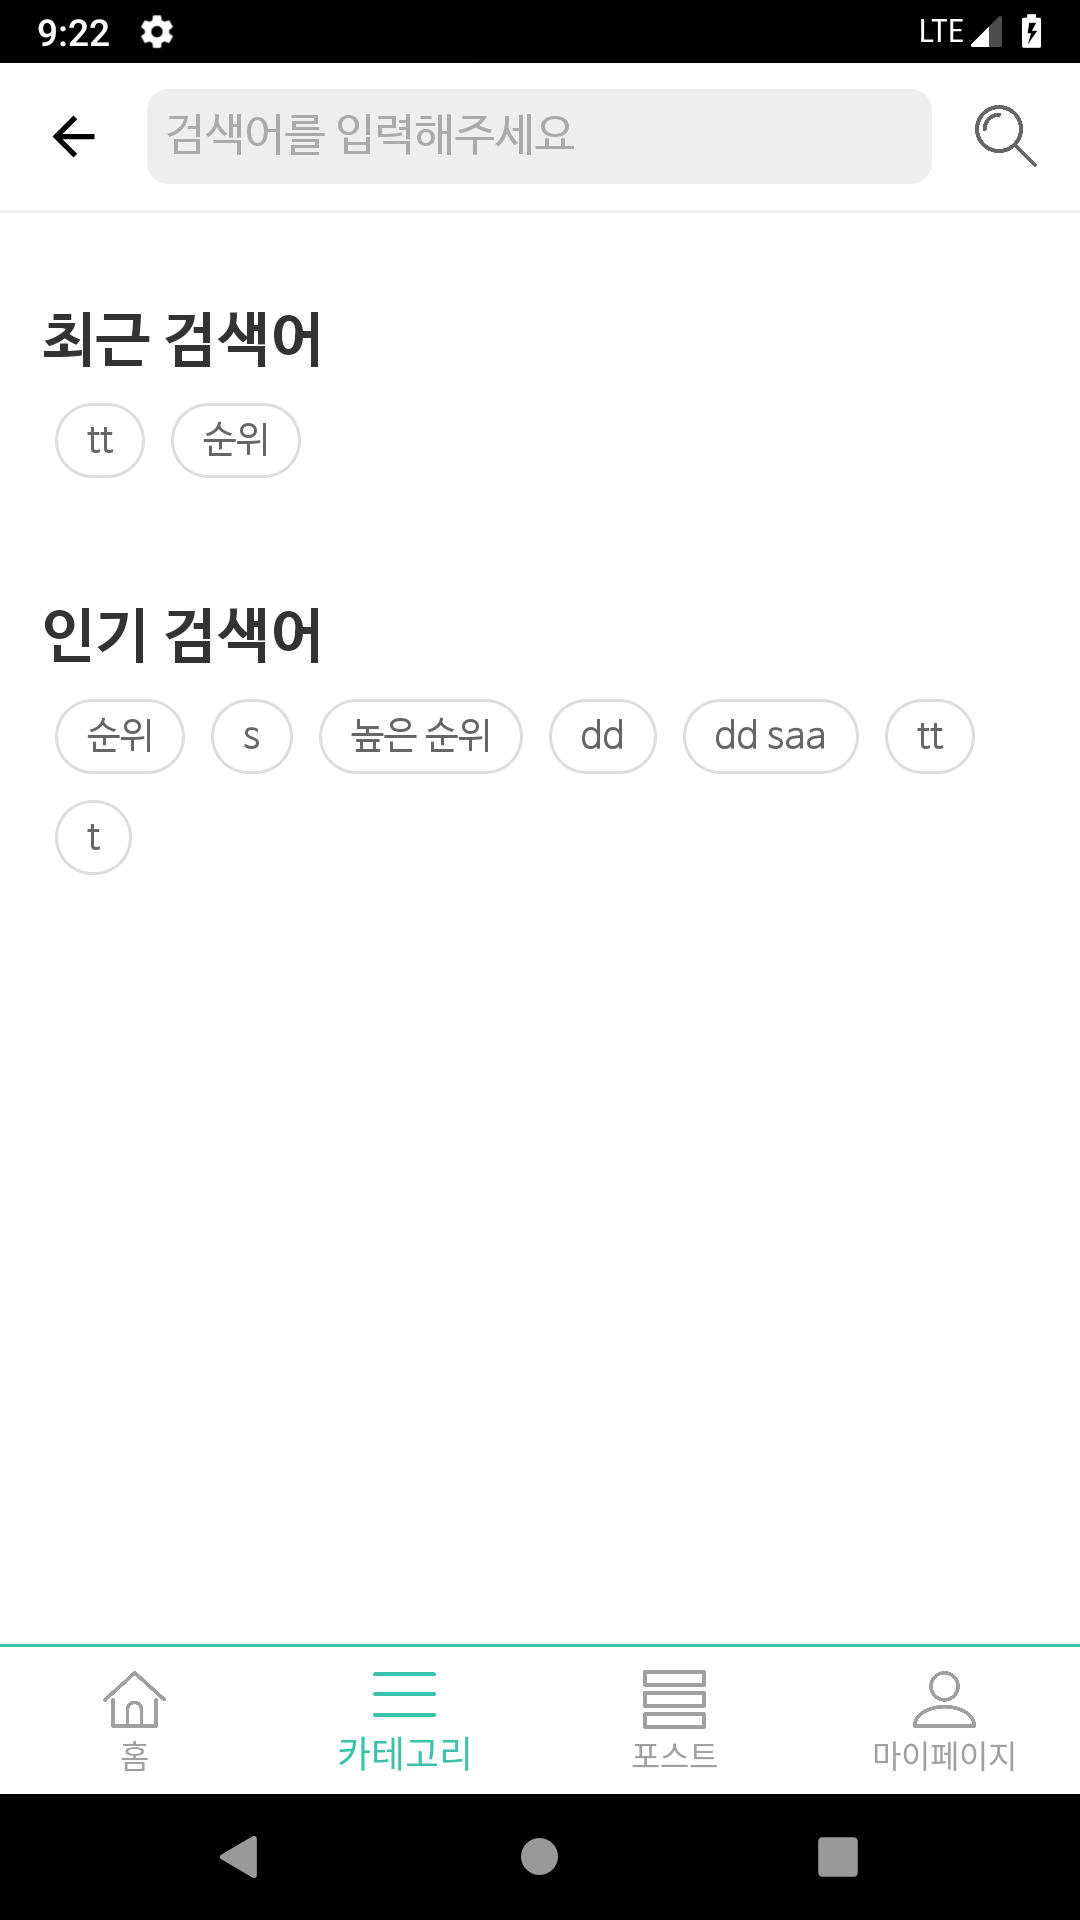 9:22 LTE
검색어를 입력해주세요
최근 검색어
tt 순위
인기 검색어
순위 s 높은 순위 dd dd saa tt
t
홈 카테고리 포스트 마이페이지